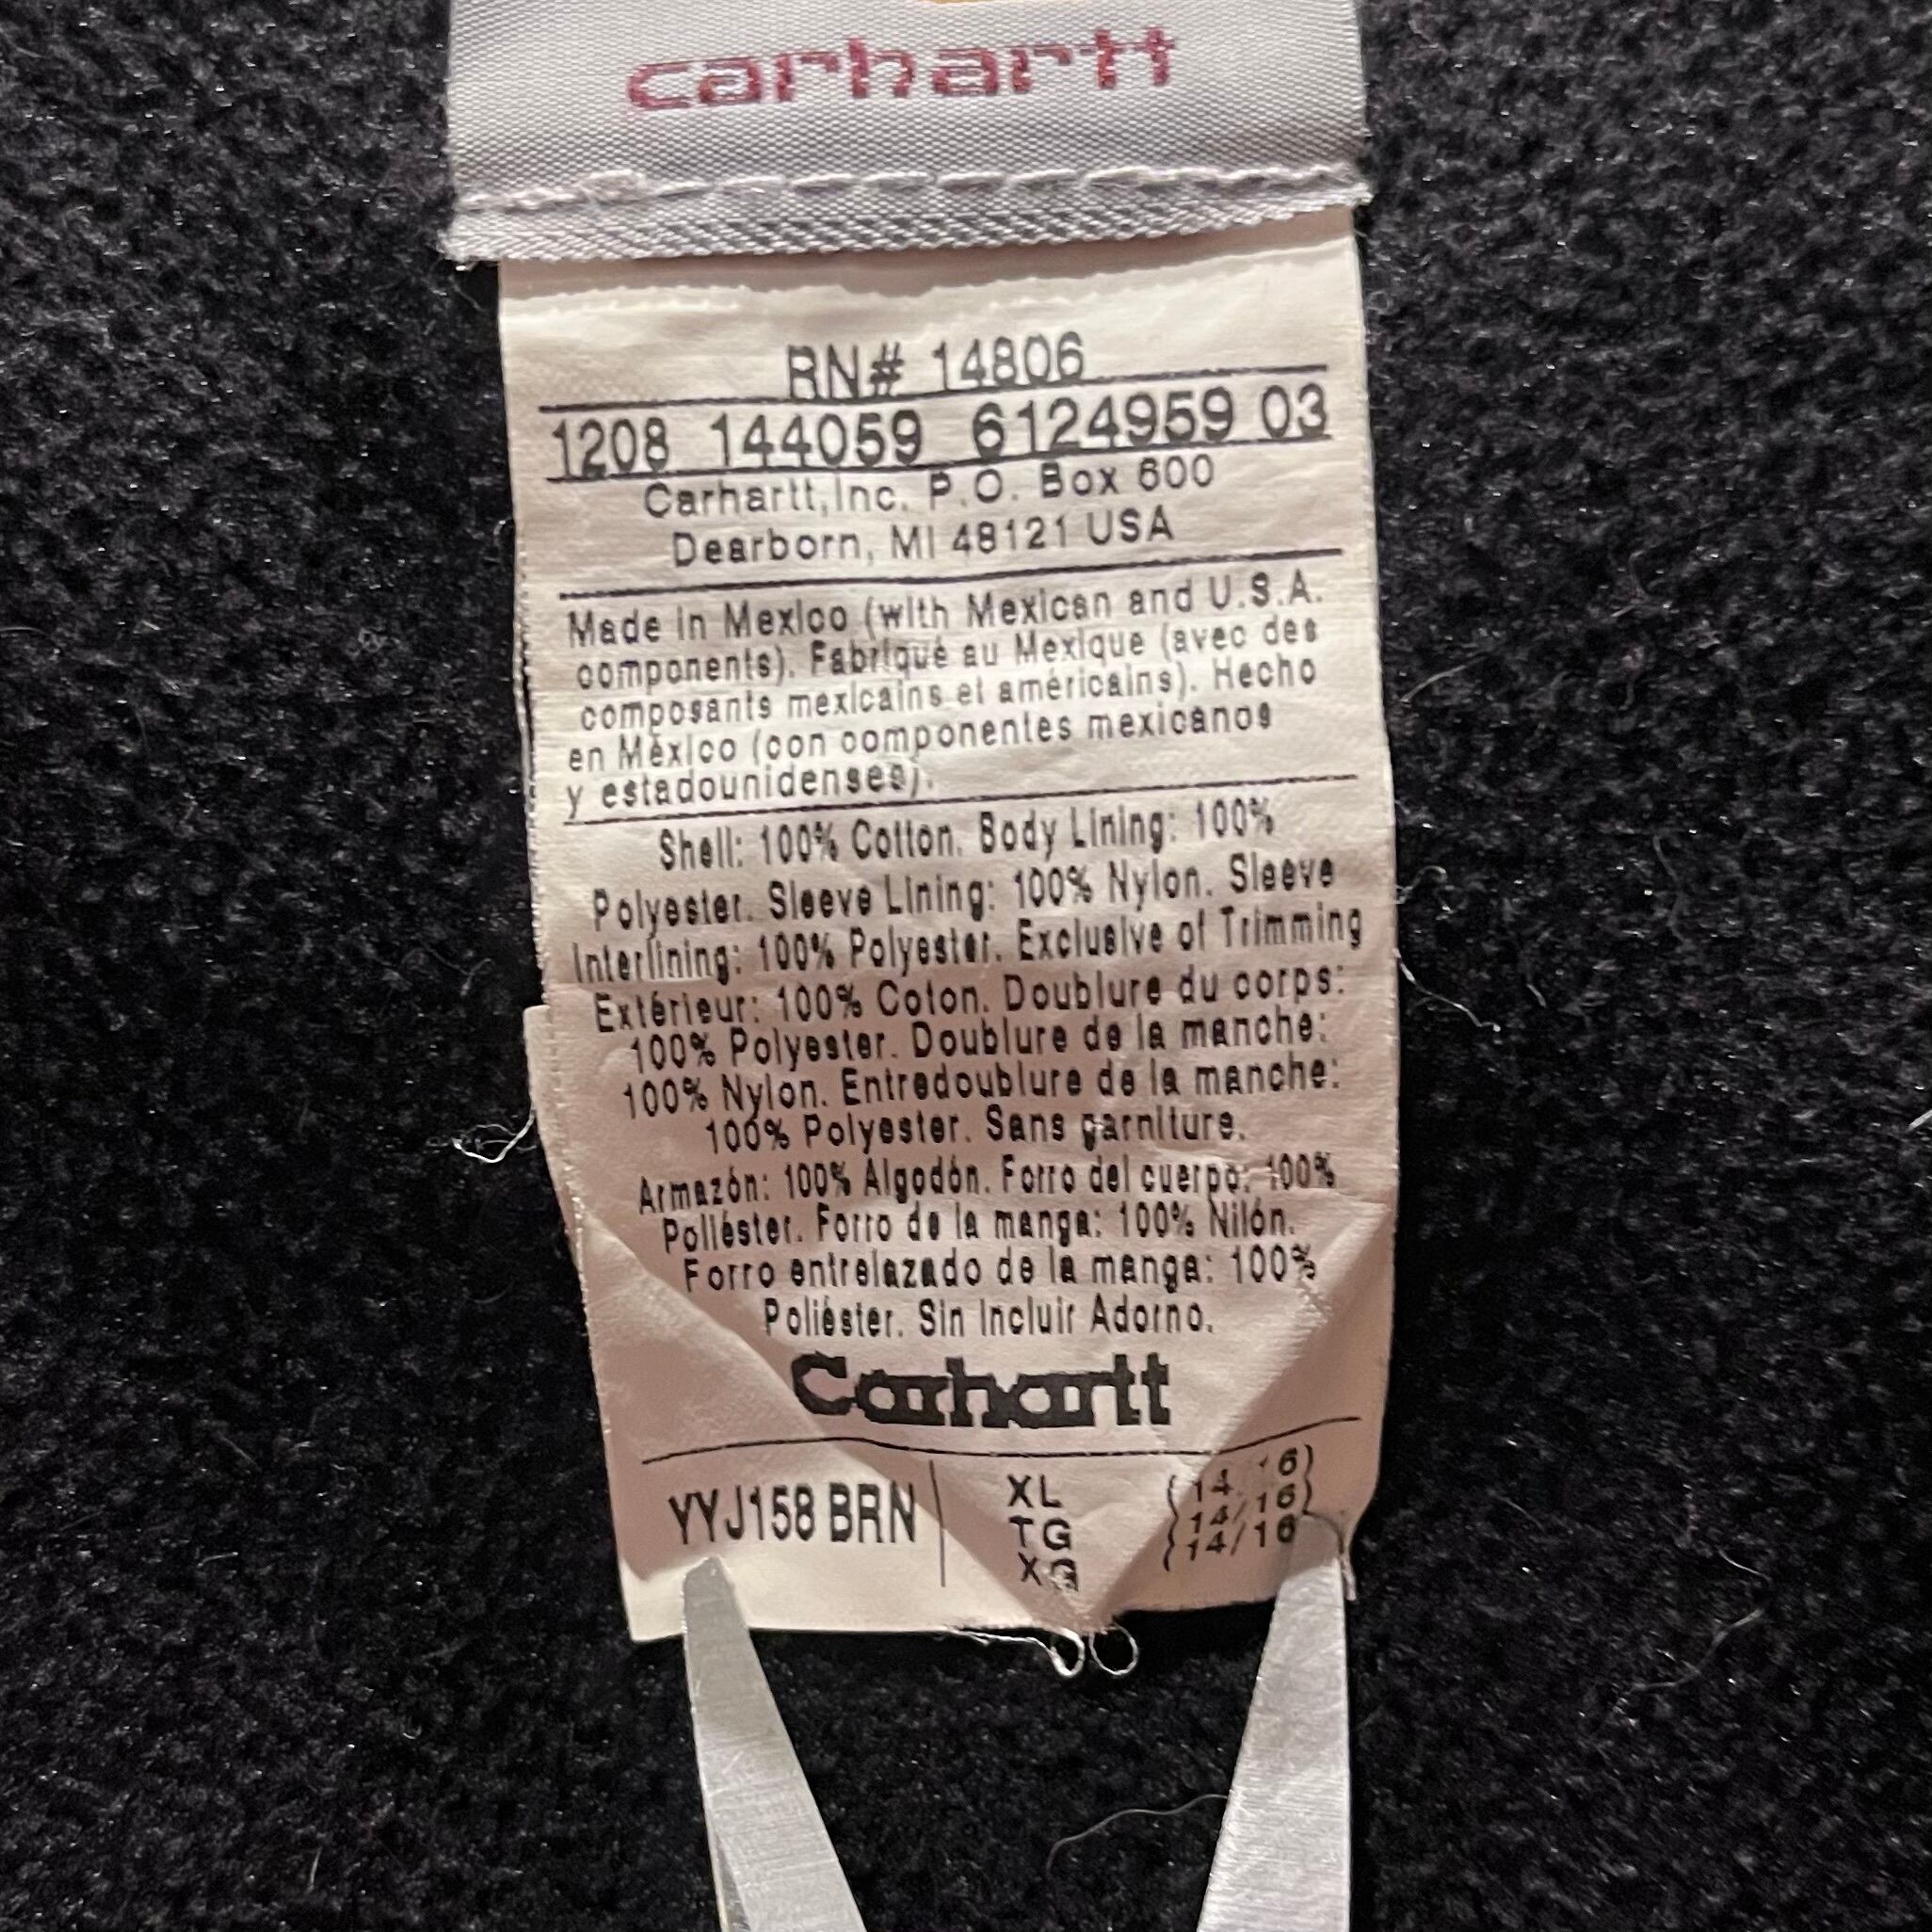 carhartt
RN# 14806
1208 144059 6124959 03
Carhartt,Inc. P.O. Box 600
Dearborn, MI 48121 USA
Made in Mexico (with Mexican and U.S.A.
components). Fabriqué au Mexique (avec des
composants mexicains et américains). Hecho
en México (con componentes mexicanos
y estadounidenses).
Shell: 100% Cotton. Body Lining: 100%
Polyester. Sleeve Lining: 100% Nylon. Sleeve
Interlining: 100% Polyester. Exclusive of Trimming
Extérieur: 100% Coton. Doublure du corps:
100% Polyester. Doublure de la manche:
100% Nylon. Entredoublure de la manche:
100% Polyester. Sans garniture.
Armazón: 100% Algodón. Forro del cuerpo: 100%
Poliéster. Forro de la manga: 100% Nilón.
Forro entrelazado de la manga: 100%
Poliéster. Sin Incluir Adorno.
Carhartt
YYJ158 BRN XL (14/16)
TG (14/16)
XG (14/16